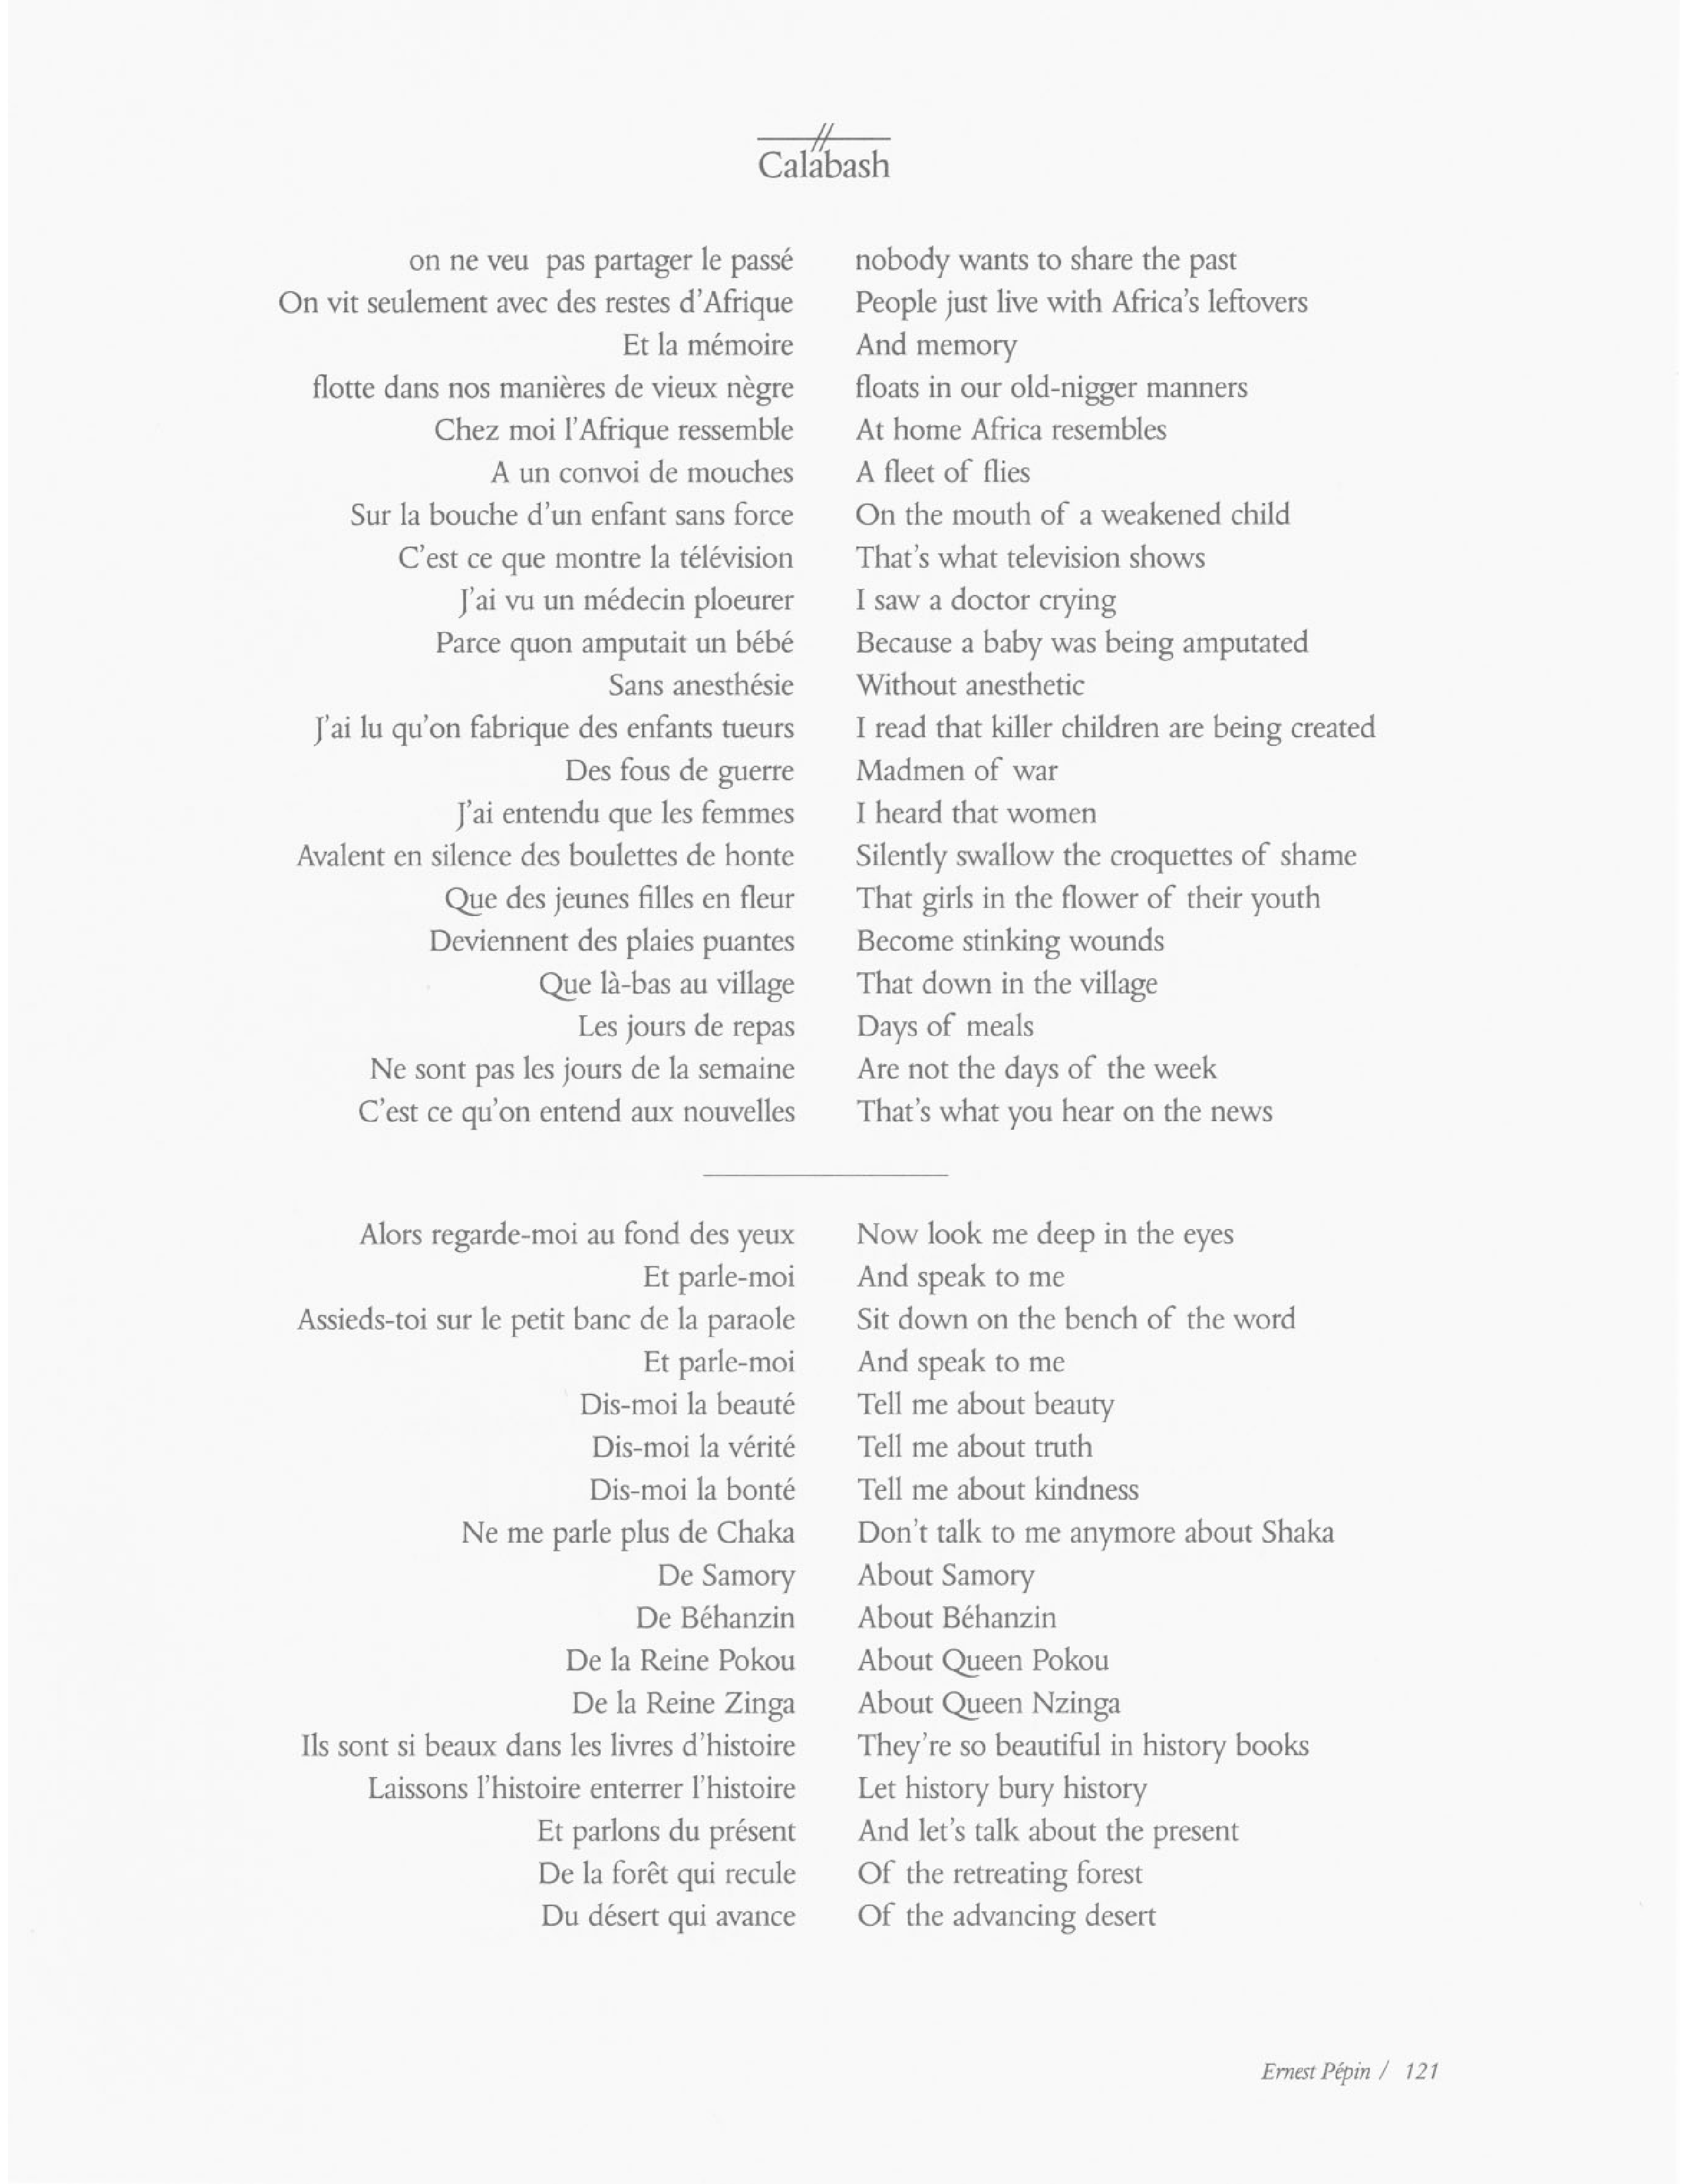 Calabash
on ne veu pas partager le passé
On vit seulement avec des restes d'Afrique
Et la mémoire
flotte dans nos manières de vieux nègre
Chez moi l'Afrique ressemble
A un convoi de mouches
Sur la bouche d'un enfant sans force
C'est ce que montre la télévision
J'ai vu un médecin ploeurer
Parce quon amputait un bébé
Sans anesthésie
J'ai lu qu'on fabrique des enfants tueurs
Des fous de guerre
J'ai entendu que les femmes
Avalent en silence des boulettes de honte
Que des jeunes filles en fleur
Deviennent des plaies puantes
Que là-bas au village
Les jours de repas
Ne sont pas les jours de la semaine
C'est ce qu'on entend aux nouvelles
nobody wants to share the past
People just live with Africa's leftovers
And memory
floats in our old-nigger manners
At home Africa resembles
A fleet of flies
On the mouth of a weakened child
That's what television shows
I saw a doctor crying
Because a baby was being amputated
Without anesthetic
I read that killer children are being created
Madmen of war
I heard that women
Silently swallow the croquettes of shame
That girls in the flower of their youth
Become stinking wounds
That down in the village
Days of meals
Are not the days of the week
That's what you hear on the news
Alors regarde-moi au fond des yeux
Et parle-moi
Assieds-toi sur le petit banc de la paraole
Et parle-moi
Dis-moi la beauté
Dis-moi la vérité
Dis-moi la bonté
Ne me parle plus de Chaka
De Samory
De Béhanzin
De la Reine Pokou
De la Reine Zinga
Ils sont si beaux dans les livres d'histoire
Laissons l'histoire enterrer l'histoire
Et parlons du présent
De la forêt qui recule
Du désert qui avance
Now look me deep in the eyes
And speak to me
Sit down on the bench of the word
And speak to me
Tell me about beauty
Tell me about truth
Tell me about kindness
Don't talk to me anymore about Shaka
About Samory
About Béhanzin
About Queen Pokou
About Queen Nzinga
They're so beautiful in history books
Let history bury history
And let's talk about the present
Of the retreating forest
Of the advancing desert
Ernest Pépin / 121